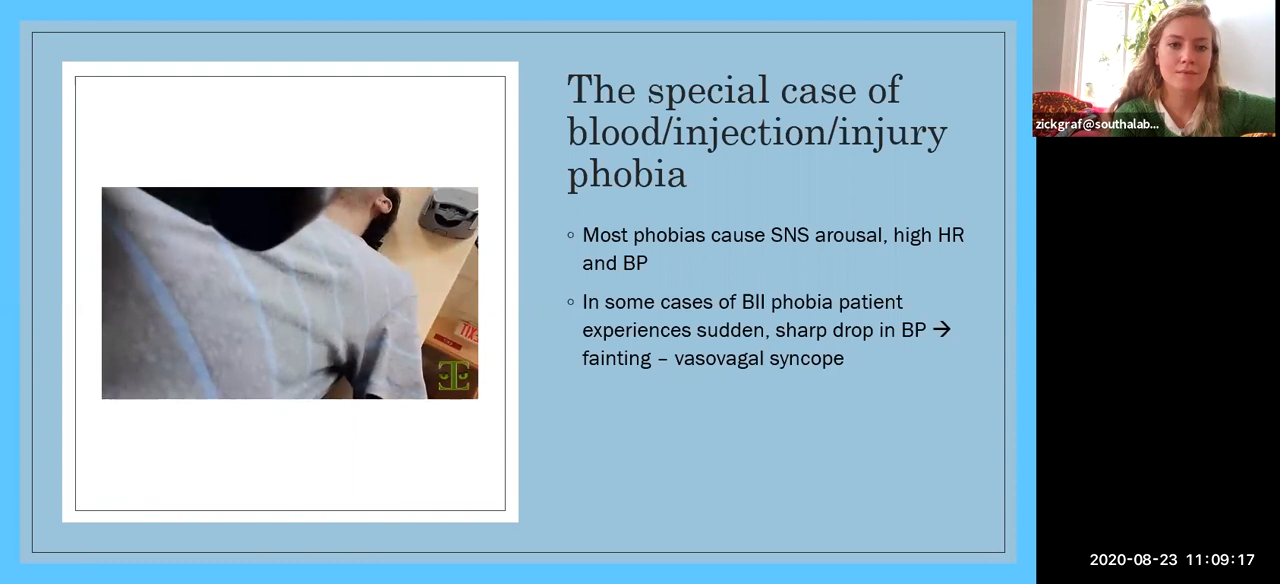 The special case of
blood/injection/injury
phobia
Most phobias cause SNS arousal, high HR
and BP
In some cases of BII phobia patient
experiences sudden, sharp drop in BP →
fainting – vasovagal syncope
zickgraf@southalab...
2020-08-23 11:09:17